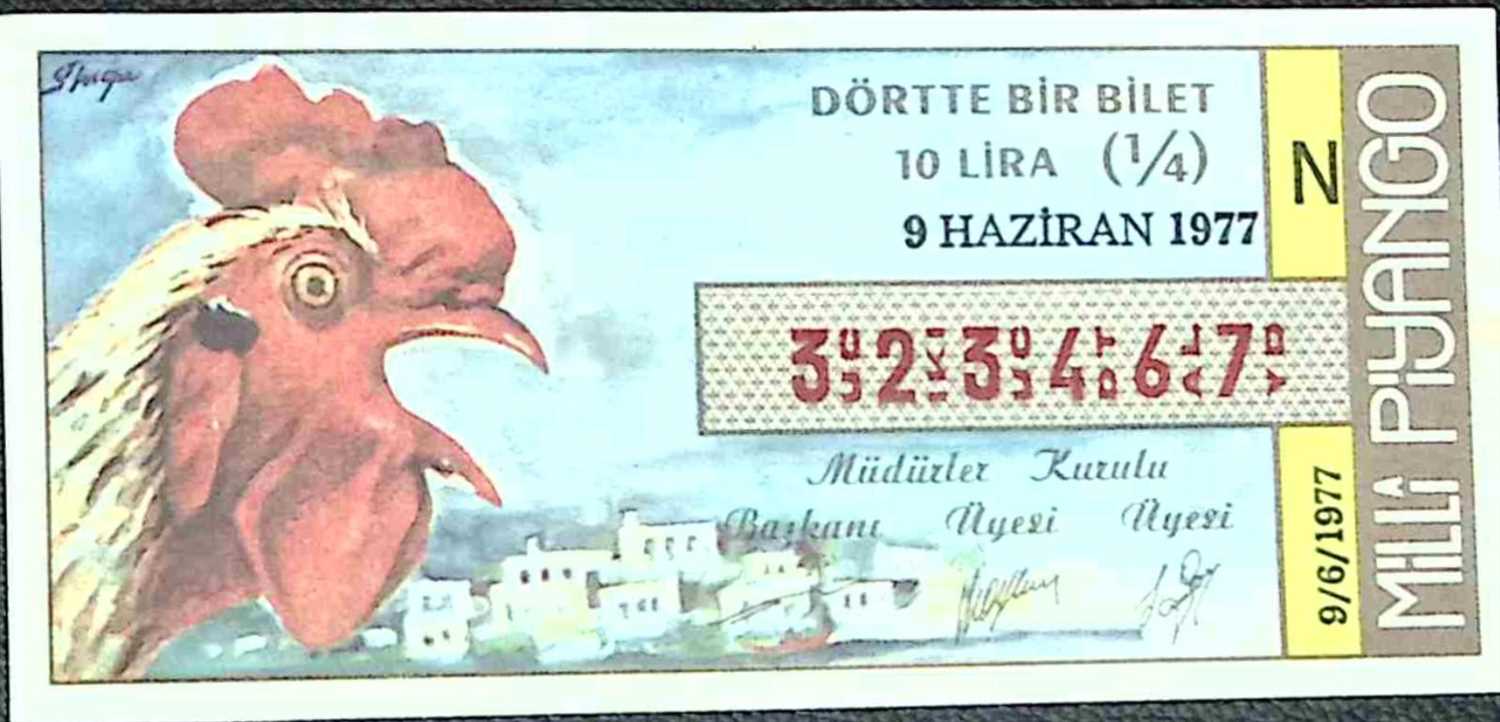 DÖRTTE BİR BİLET
10 LİRA (1/4)
9 HAZİRAN 1977
N
323467
Müdürler Kurulu
Başkanı Üyesi Üyesi
9/6/1977
MİLLİ PİYANGO